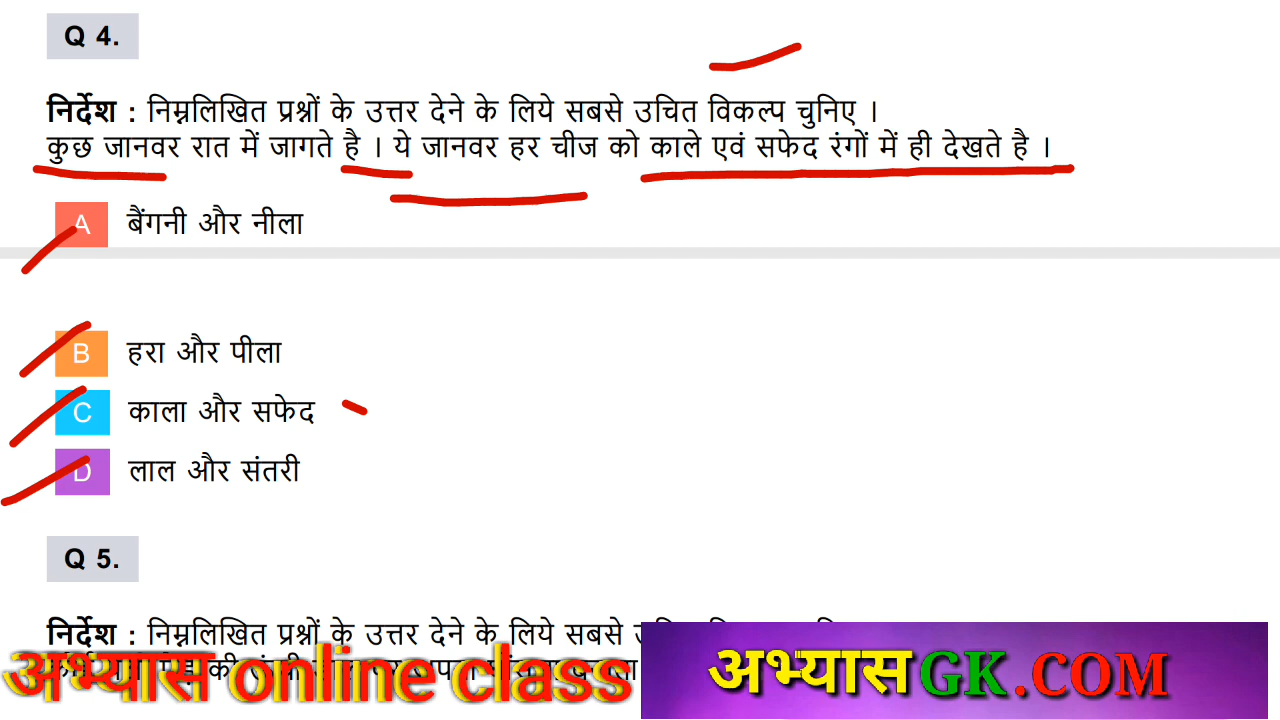 Q 4.
निर्देश : निम्नलिखित प्रश्नों के उत्तर देने के लिये सबसे उचित विकल्प चुनिए ।
कुछ जानवर रात में जागते है । ये जानवर हर चीज को काले एवं सफेद रंगों में ही देखते है ।
A बैंगनी और नीला
B हरा और पीला
C काला और सफेद
D लाल और संतरी
Q 5.
निर्देश : निम्नलिखित प्रश्नों के उत्तर देने के लिये सबसे
अभ्यास online class
अभ्यास GK.COM